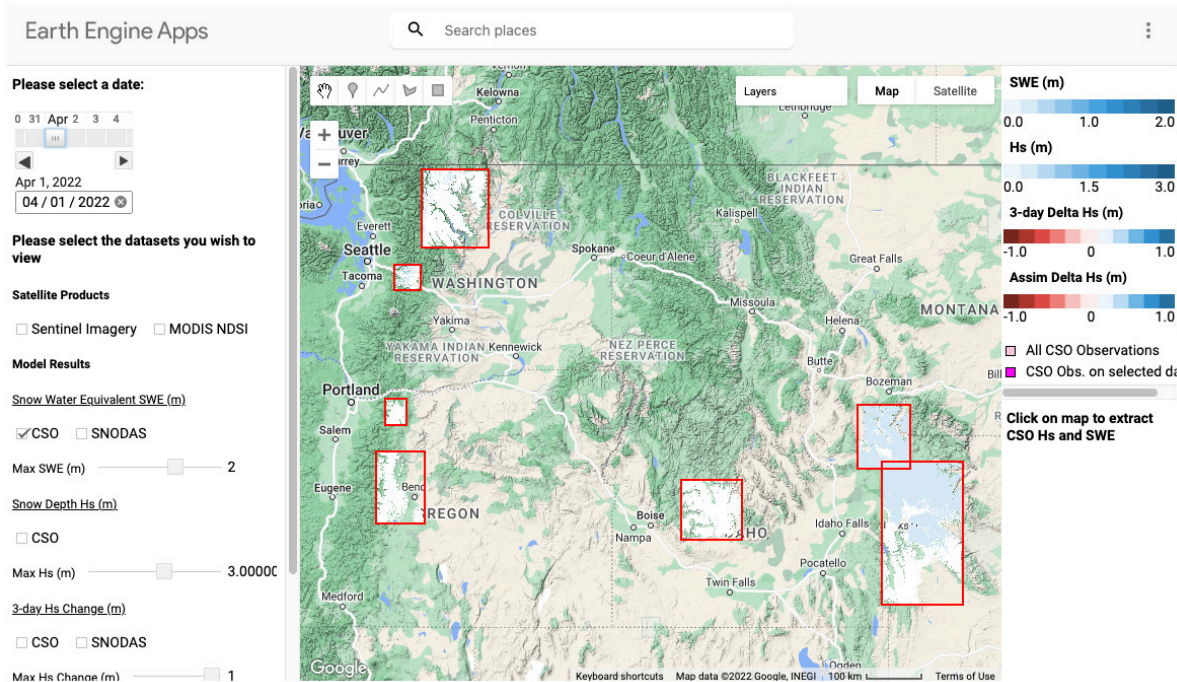 Earth Engine Apps
Search places
Please select a date:
0 31 Apr 2 3 4
Apr 1, 2022
04 / 01 / 2022
Please select the datasets you wish to
view
Satellite Products
Sentinel Imagery MODIS NDSI
Model Results
Snow Water Equivalent SWE (m)
CSO SNODAS
Max SWE (m) 2
Snow Depth Hs (m)
CSO
Max Hs (m) 3.0000
3-day Hs Change (m)
CSO SNODAS
Max Hs Change (m) 1
+
−
Layers
Map Satellite
Kelowna
Penticton
Lethbridge
Vancouver
BLACKFEET
INDIAN
RESERVATION
COLVILLE
RESERVATION
Kalispell
Everett
Seattle
Spokane
Coeur d'Alene
Great Falls
Tacoma
WASHINGTON
Missoula
MONTANA
Yakima
Helena
YAKAMA INDIAN
RESERVATION
Kennewick
NEZ PERCE
RESERVATION
Butte
Bozeman
Portland
Salem
Eugene
Bend
OREGON
Boise
Nampa
Idaho Falls
Pocatello
Twin Falls
Medford
Ogden
Google
Keyboard shortcuts Map data ©2022 Google, INEGI 100 km Terms of Use
SWE (m)
0.0 1.0 2.0
Hs (m)
0.0 1.5 3.0
3-day Delta Hs (m)
-1.0 0 1.0
Assim Delta Hs (m)
-1.0 0 1.0
All CSO Observations
CSO Obs. on selected da
Click on map to extract
CSO Hs and SWE